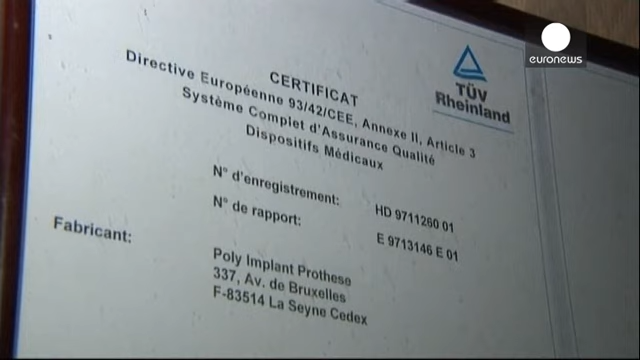 euronews
TÜV
Rheinland
CERTIFICAT
Directive Européenne 93/42/CEE, Annexe II, Article 3
Système Complet d'Assurance Qualité
Dispositifs Médicaux
N° d'enregistrement: HD 9711260 01
N° de rapport: E 9713146 E 01
Fabricant:
Poly Implant Prothese
337, Av. de Bruxelles
F-83514 La Seyne Cedex